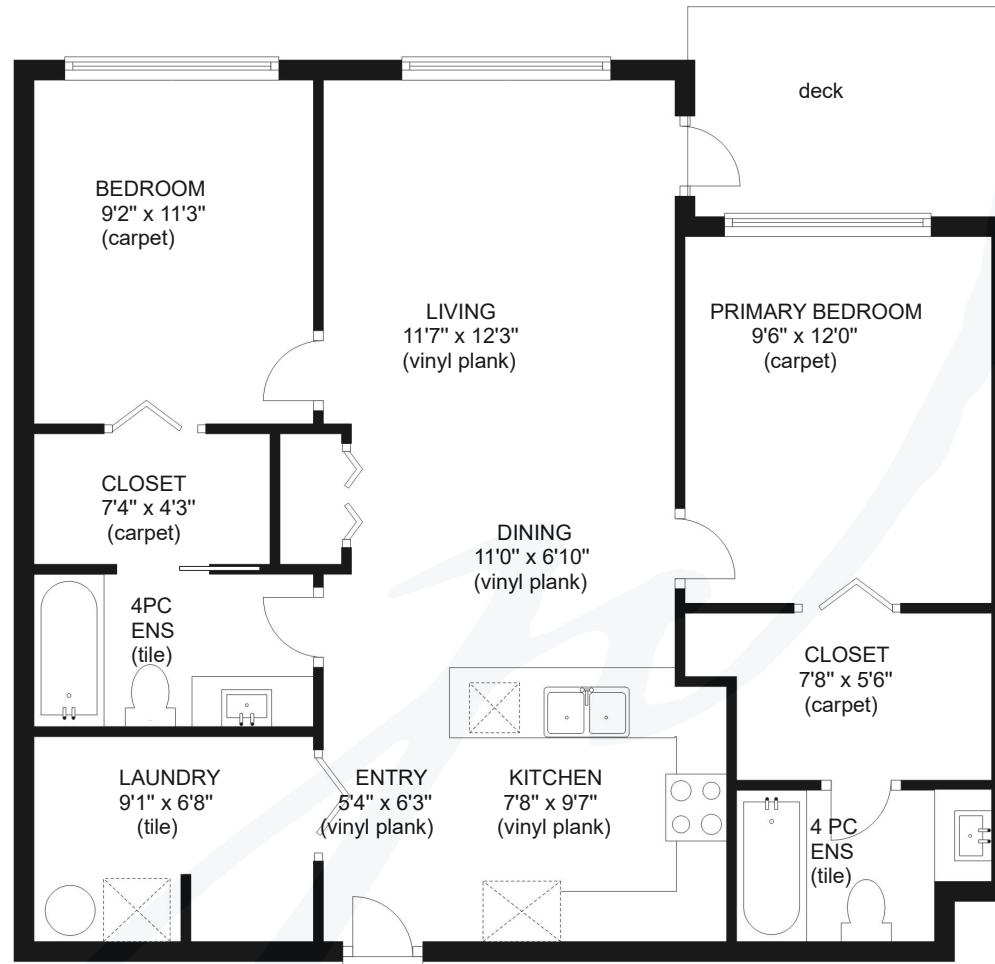 deck
BEDROOM
9'2" x 11'3"
(carpet)
LIVING
11'7" x 12'3"
(vinyl plank)
PRIMARY BEDROOM
9'6" x 12'0"
(carpet)
CLOSET
7'4" x 4'3"
(carpet)
DINING
11'0" x 6'10"
(vinyl plank)
4PC
ENS
(tile)
CLOSET
7'8" x 5'6"
(carpet)
LAUNDRY
9'1" x 6'8"
(tile)
ENTRY
5'4" x 6'3"
(vinyl plank)
KITCHEN
7'8" x 9'7"
(vinyl plank)
4 PC
ENS
(tile)